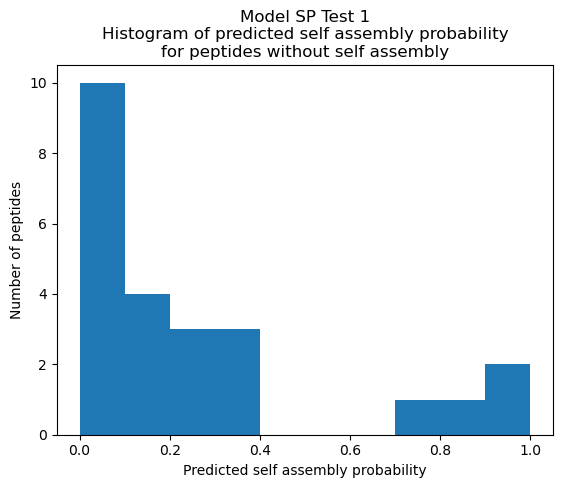 Model SP Test 1
Histogram of predicted self assembly probability
for peptides without self assembly
Number of peptides
10
8
6
4
2
0
0.0 0.2 0.4 0.6 0.8 1.0
Predicted self assembly probability